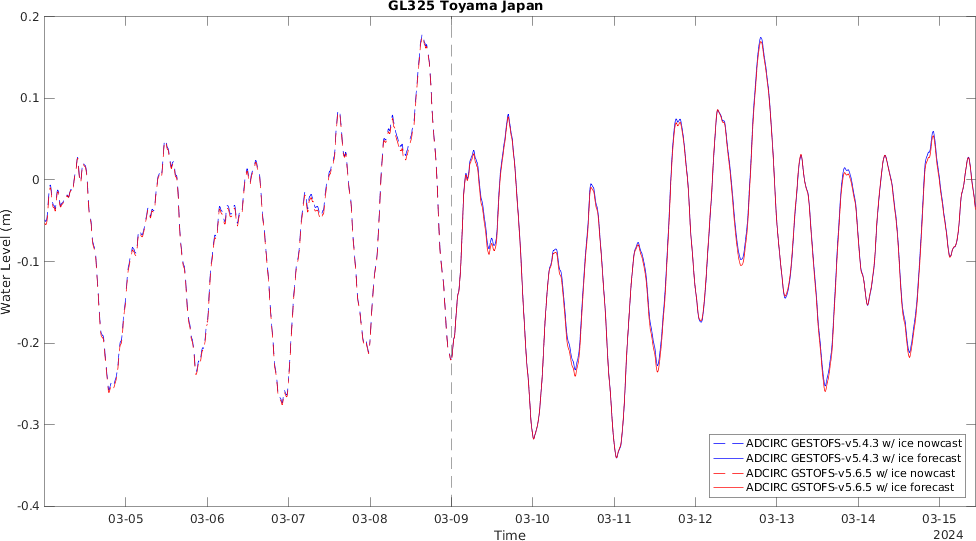 GL325 Toyama Japan
0.2
0.1
0
-0.1
-0.2
-0.3
-0.4
Water Level (m)
ADCIRC GESTOFS-v5.4.3 w/ ice nowcast
ADCIRC GESTOFS-v5.4.3 w/ ice forecast
ADCIRC GSTOFS-v5.6.5 w/ ice nowcast
ADCIRC GSTOFS-v5.6.5 w/ ice forecast
03-05 03-06 03-07 03-08 03-09 03-10 03-11 03-12 03-13 03-14 03-15
Time
2024